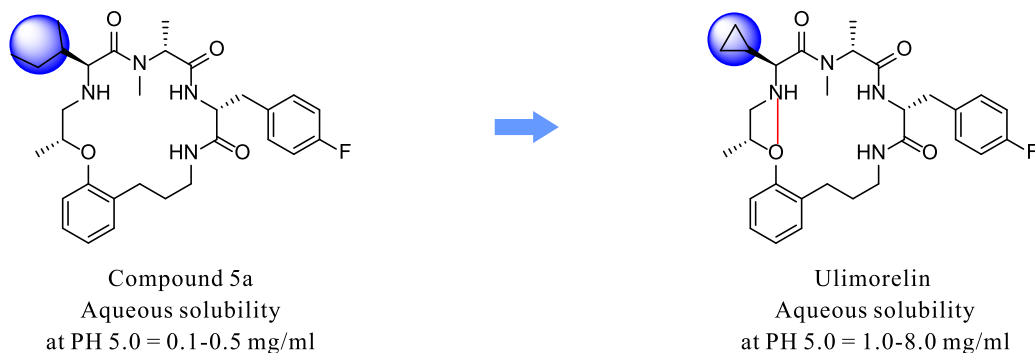 O
O
N
NH
HN
O
HN
O
F
Compound 5a
Aqueous solubility
at PH 5.0 = 0.1-0.5 mg/ml
O
O
N
NH
HN
O
HN
O
F
Ulimorelin
Aqueous solubility
at PH 5.0 = 1.0-8.0 mg/ml